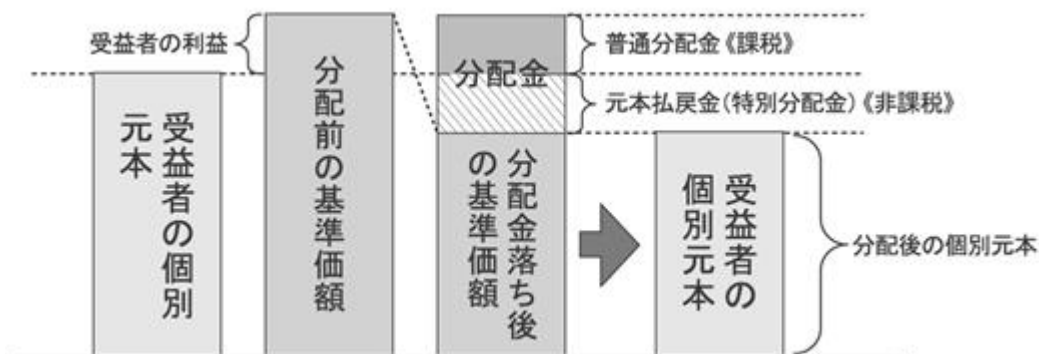 受益者の利益
受益者の個別
元本
分配前の基準価額
分配金
普通分配金《課税》
元本払戻金(特別分配金)《非課税》
分配金落ち後
の基準価額
受益者の
個別元本
分配後の個別元本